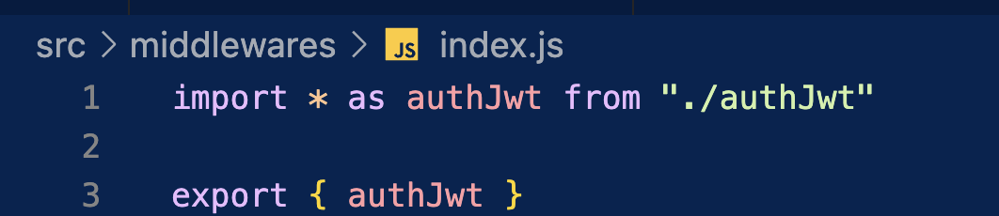 src > middlewares > JS index.js
1 import * as authJwt from "./authJwt"
2
3 export { authJwt }